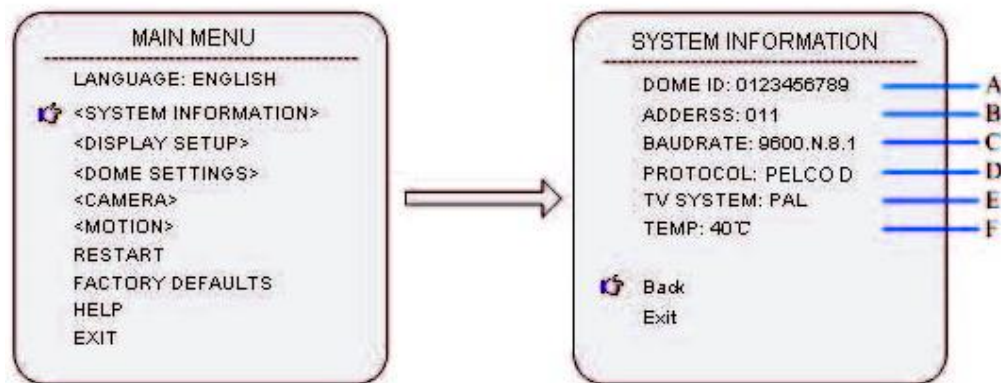 MAIN MENU
LANGUAGE: ENGLISH
<SYSTEM INFORMATION>
<DISPLAY SETUP>
<DOME SETTINGS>
<CAMERA>
<MOTION>
RESTART
FACTORY DEFAULTS
HELP
EXIT
SYSTEM INFORMATION
DOME ID: 0123456789 A
ADDERSS: 011 B
BAUDRATE: 9600.N.8.1 C
PROTOCOL: PELCO D D
TV SYSTEM: PAL E
TEMP: 40℃ F
Back
Exit